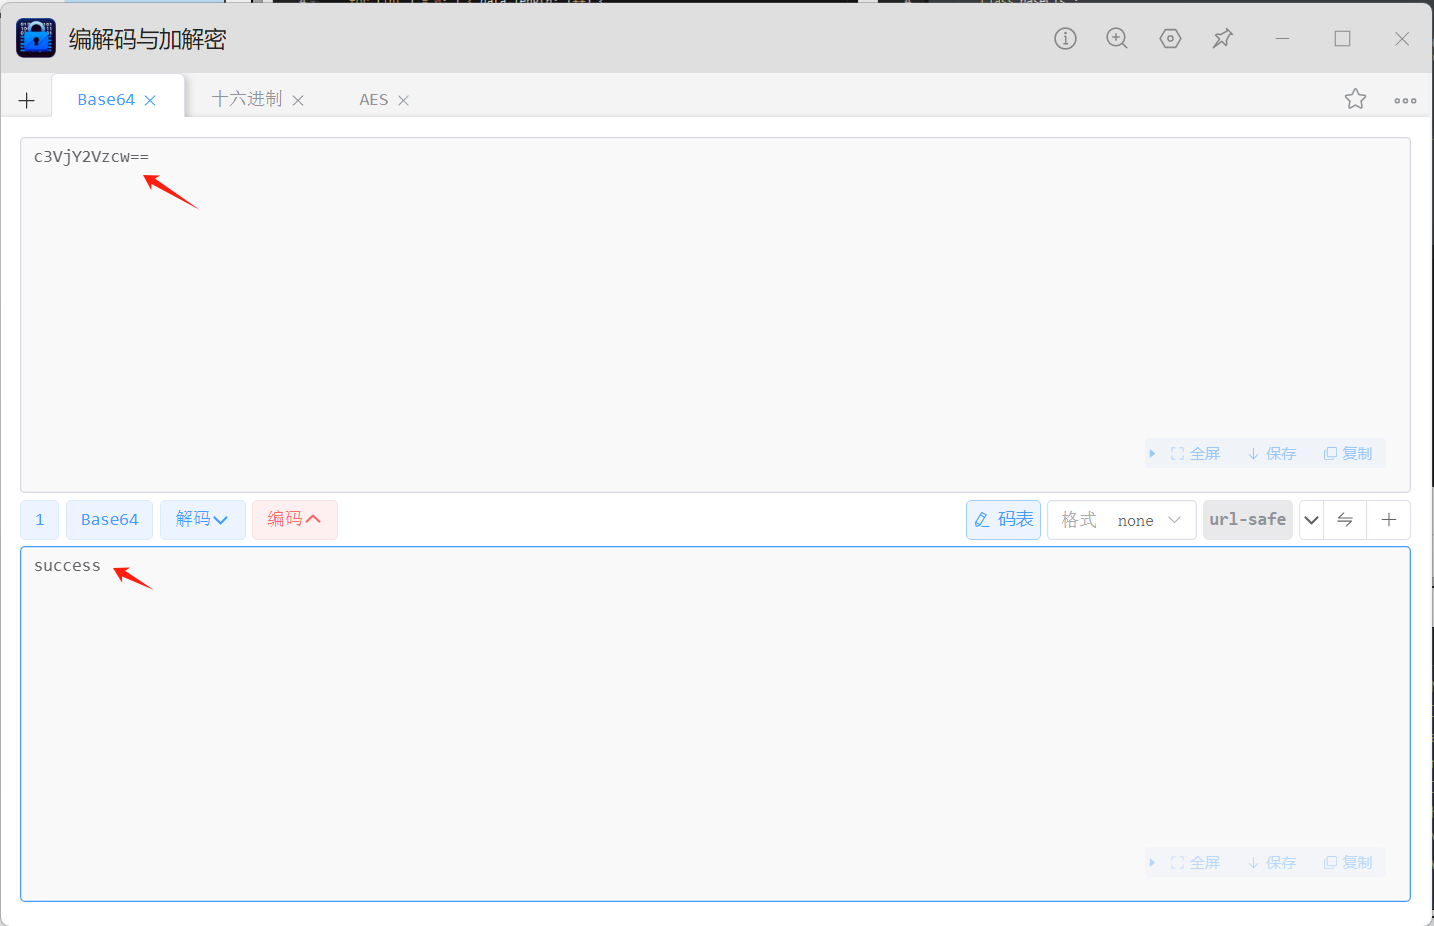 编解码与加解密
Base64
十六进制
AES
c3VjY2Vzcw==
全屏 保存 复制
1 Base64 解码 编码 码表 格式 none url-safe
success
全屏 保存 复制